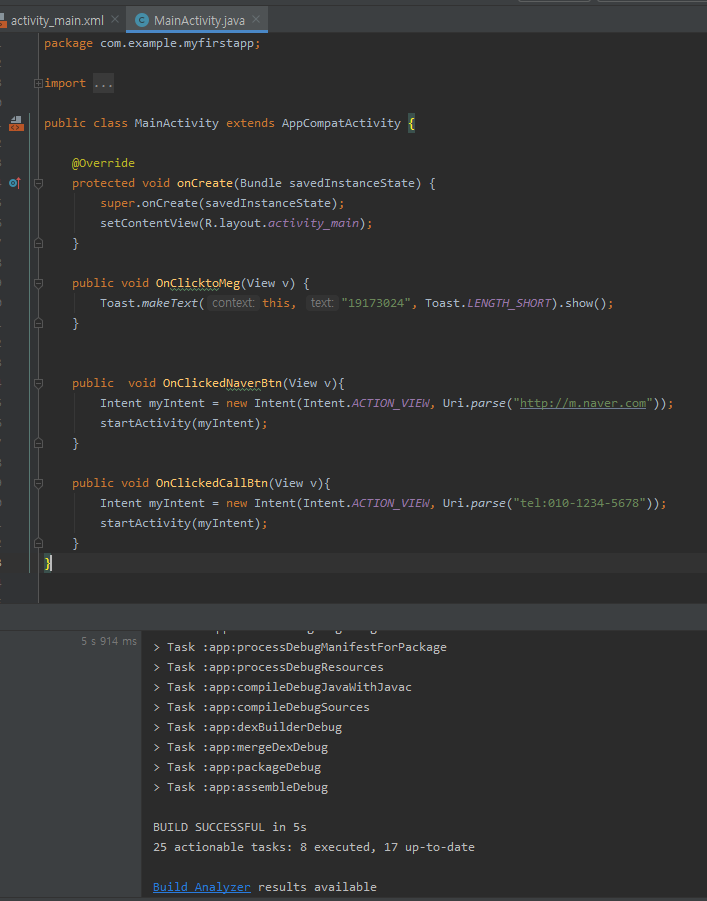 activity_main.xml MainActivity.java
package com.example.myfirstapp;
import ...
public class MainActivity extends AppCompatActivity {
@Override
protected void onCreate(Bundle savedInstanceState) {
super.onCreate(savedInstanceState);
setContentView(R.layout.activity_main);
}
public void OnClicktoMeg(View v) {
Toast.makeText( context: this, text: "19173024", Toast.LENGTH_SHORT).show();
}
public  void OnClickedNaverBtn(View v){
Intent myIntent = new Intent(Intent.ACTION_VIEW, Uri.parse("http://m.naver.com"));
startActivity(myIntent);
}
public void OnClickedCallBtn(View v){
Intent myIntent = new Intent(Intent.ACTION_VIEW, Uri.parse("tel:010-1234-5678"));
startActivity(myIntent);
}
}
5 s 914 ms
> Task :app:processDebugManifestForPackage
> Task :app:processDebugResources
> Task :app:compileDebugJavaWithJavac
> Task :app:compileDebugSources
> Task :app:dexBuilderDebug
> Task :app:mergeDexDebug
> Task :app:packageDebug
> Task :app:assembleDebug
BUILD SUCCESSFUL in 5s
25 actionable tasks: 8 executed, 17 up-to-date
Build Analyzer results available